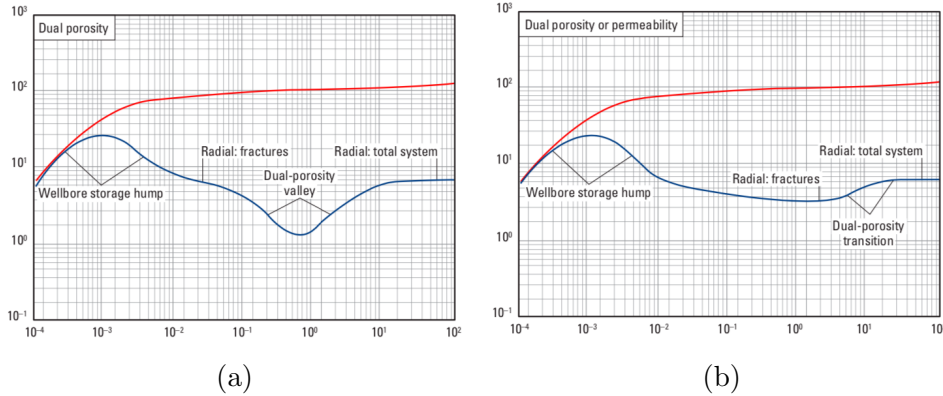 Dual porosity
10³
10²
10¹
10⁰
10⁻¹
Wellbore storage hump
Radial: fractures
Dual-porosity
valley
Radial: total system
10⁻⁴
10⁻³
10⁻²
10⁻¹
10⁰
10¹
10²
(a)
Dual porosity or permeability
10³
10²
10¹
10⁰
10⁻¹
Wellbore storage hump
Radial: fractures
Radial: total system
Dual-porosity
transition
10⁻⁴
10⁻³
10⁻²
10⁻¹
10⁰
10¹
10
(b)